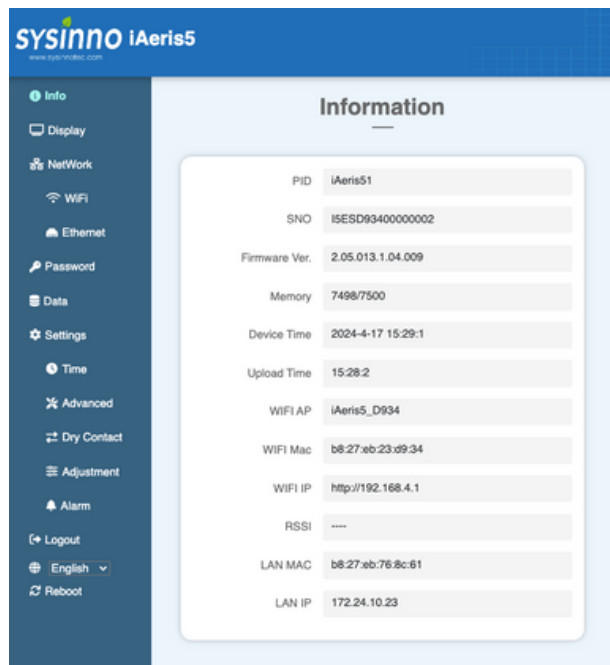 sysinno iAeris5
www.sysinnotec.com
Info
Display
NetWork
WiFi
Ethernet
Password
Data
Settings
Time
Advanced
Dry Contact
Adjustment
Alarm
Logout
English
Reboot
Information
PID iAeris51
SNO I5ESD93400000002
Firmware Ver. 2.05.013.1.04.009
Memory 7498/7500
Device Time 2024-4-17 15:29:1
Upload Time 15:28:2
WIFI AP iAeris5_D934
WIFI Mac b8:27:eb:23:d9:34
WIFI IP http://192.168.4.1
RSSI ----
LAN MAC b8:27:eb:76:8c:61
LAN IP 172.24.10.23